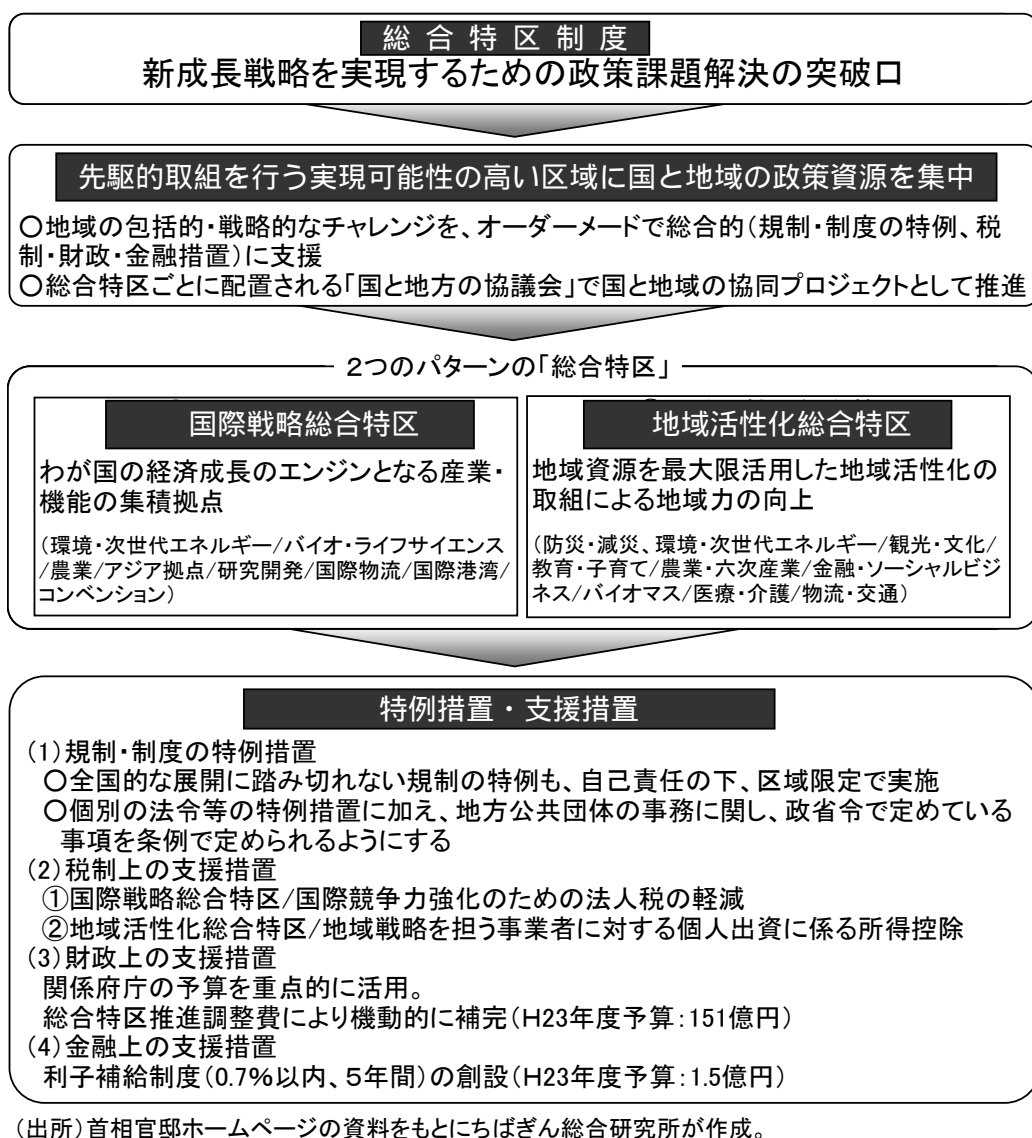 総合特区制度
新成長戦略を実現するための政策課題解決の突破口
先駆的取組を行う実現可能性の高い区域に国と地域の政策資源を集中
○地域の包括的・戦略的なチャレンジを、オーダーメードで総合的(規制・制度の特例、税
制・財政・金融措置)に支援
○総合特区ごとに配置される「国と地方の協議会」で国と地域の協同プロジェクトとして推進
2つのパターンの「総合特区」
国際戦略総合特区
わが国の経済成長のエンジンとなる産業・
機能の集積拠点
(環境・次世代エネルギー/バイオ・ライフサイエンス
/農業/アジア拠点/研究開発/国際物流/国際港湾/
コンベンション)
地域活性化総合特区
地域資源を最大限活用した地域活性化の
取組による地域力の向上
(防災・減災、環境・次世代エネルギー/観光・文化/
教育・子育て/農業・六次産業/金融・ソーシャルビジ
ネス/バイオマス/医療・介護/物流・交通)
特例措置・支援措置
(1)規制・制度の特例措置
○全国的な展開に踏み切れない規制の特例も、自己責任の下、区域限定で実施
○個別の法令等の特例措置に加え、地方公共団体の事務に関し、政省令で定めている
事項を条例で定められるようにする
(2)税制上の支援措置
①国際戦略総合特区/国際競争力強化のための法人税の軽減
②地域活性化総合特区/地域戦略を担う事業者に対する個人出資に係る所得控除
(3)財政上の支援措置
関係府庁の予算を重点的に活用。
総合特区推進調整費により機動的に補完(H23年度予算:151億円)
(4)金融上の支援措置
利子補給制度(0.7%以内、5年間)の創設(H23年度予算:1.5億円)
(出所)首相官邸ホームページの資料をもとにちばぎん総合研究所が作成。